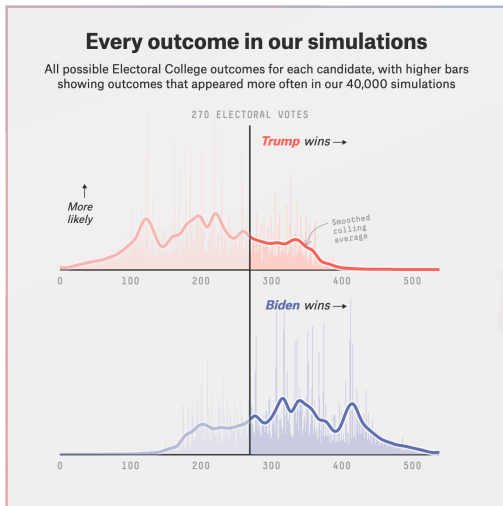 Every outcome in our simulations
All possible Electoral College outcomes for each candidate, with higher bars
showing outcomes that appeared more often in our 40,000 simulations
270 ELECTORAL VOTES
Trump wins →
More
likely
Smoothed
rolling
average
0 100 200 300 400 500
Biden wins →
0 100 200 300 400 500